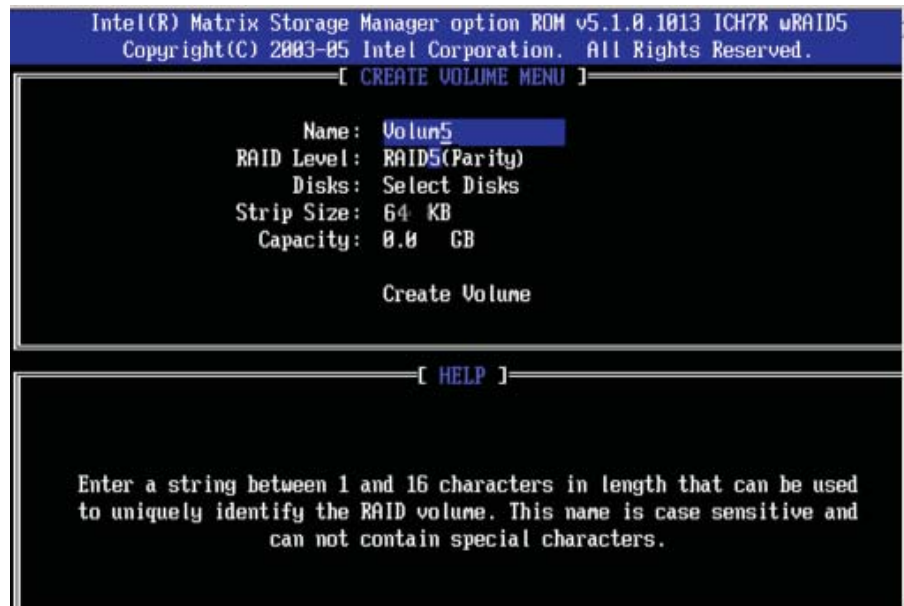 Intel(R) Matrix Storage Manager option ROM v5.1.0.1013 ICH7R wRAID5
Copyright(C) 2003-05 Intel Corporation. All Rights Reserved.
[ CREATE VOLUME MENU ]
Name: Volum5
RAID Level: RAID5(Parity)
Disks: Select Disks
Strip Size: 64 KB
Capacity: 0.0 GB
Create Volume
[ HELP ]
Enter a string between 1 and 16 characters in length that can be used
to uniquely identify the RAID volume. This name is case sensitive and
can not contain special characters.